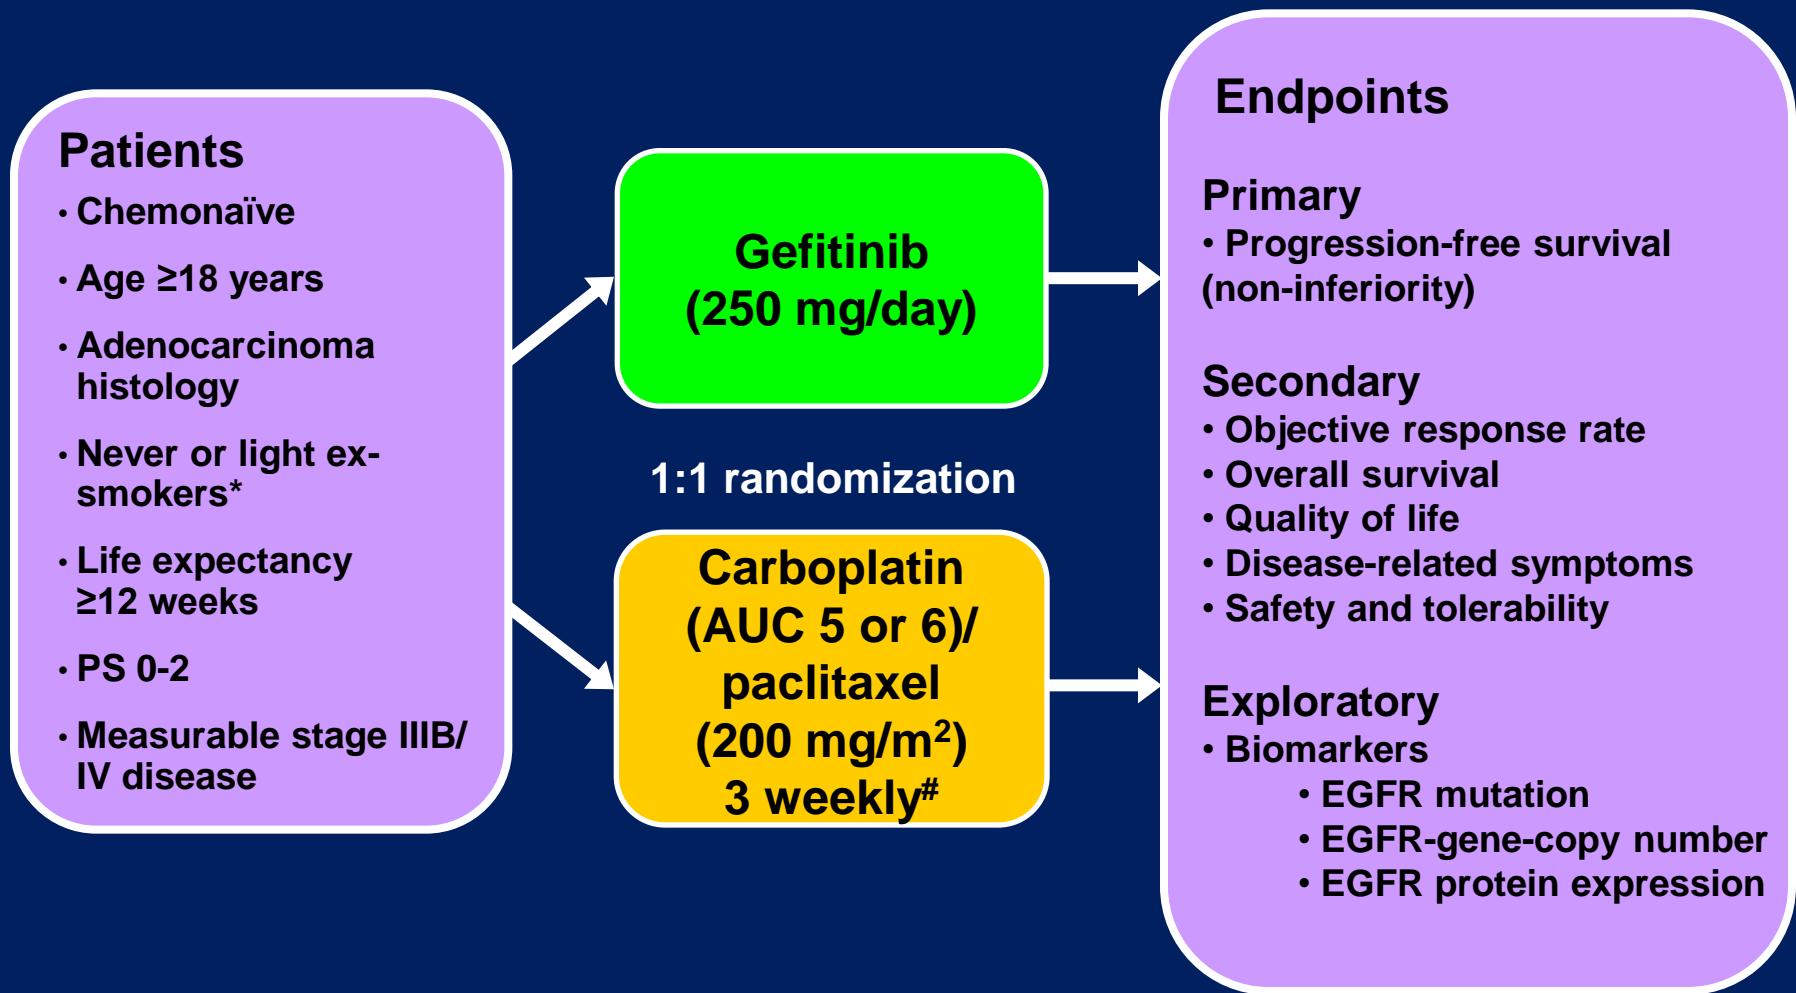 Patients
• Chemonaïve
• Age ≥18 years
• Adenocarcinoma
histology
• Never or light ex-
smokers*
• Life expectancy
≥12 weeks
• PS 0-2
• Measurable stage IIIB/
IV disease
Gefitinib
(250 mg/day)
1:1 randomization
Carboplatin
(AUC 5 or 6)/
paclitaxel
(200 mg/m²)
3 weekly#
Endpoints
Primary
• Progression-free survival
(non-inferiority)
Secondary
• Objective response rate
• Overall survival
• Quality of life
• Disease-related symptoms
• Safety and tolerability
Exploratory
• Biomarkers
• EGFR mutation
• EGFR-gene-copy number
• EGFR protein expression